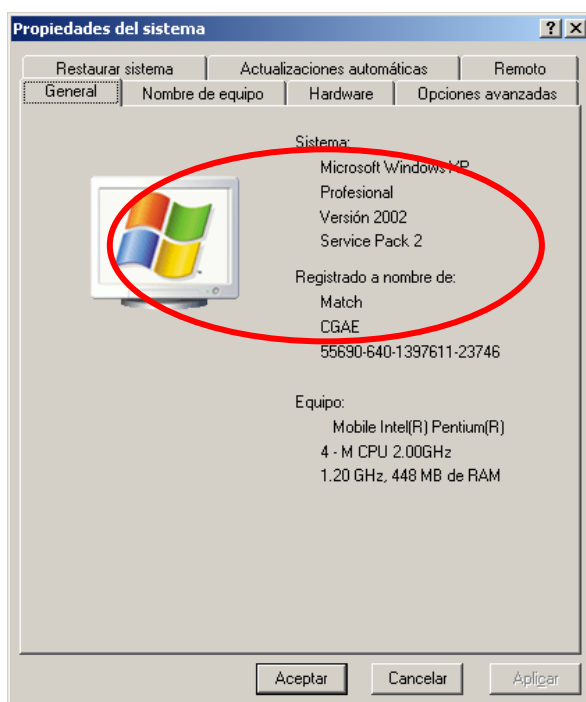 Propiedades del sistema
Restaurar sistema
Actualizaciones automáticas
Remoto
General
Nombre de equipo
Hardware
Opciones avanzadas
Sistema:
Microsoft Windows XP
Profesional
Versión 2002
Service Pack 2
Registrado a nombre de:
Match
CGAE
55690-640-1397611-23746
Equipo:
Mobile Intel(R) Pentium(R)
4 - M CPU 2.00GHz
1.20 GHz, 448 MB de RAM
Aceptar
Cancelar
Aplicar